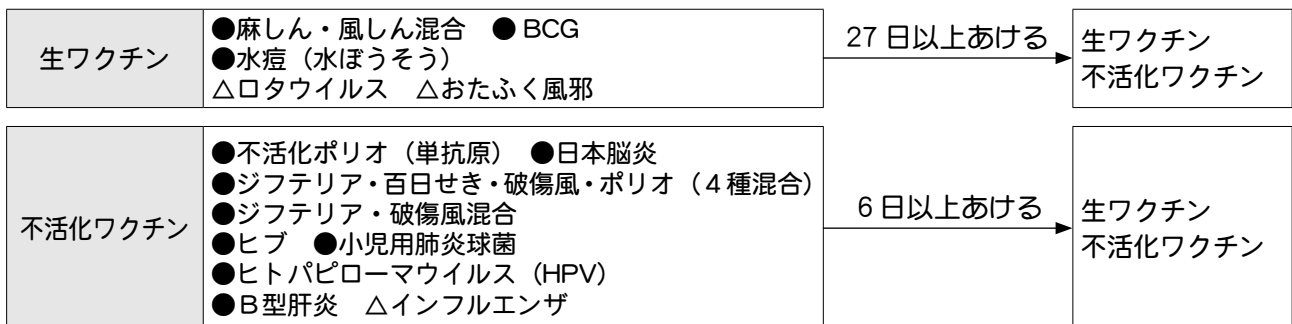 生ワクチン
●麻しん・風しん混合　●BCG
●水痘（水ぼうそう）
△ロタウイルス　△おたふく風邪
27日以上あける
生ワクチン
不活化ワクチン
不活化ワクチン
●不活化ポリオ（単抗原）　●日本脳炎
●ジフテリア・百日せき・破傷風・ポリオ（４種混合）
●ジフテリア・破傷風混合
●ヒブ　●小児用肺炎球菌
●ヒトパピローマウイルス（HPV）
●Ｂ型肝炎　△インフルエンザ
6日以上あける
生ワクチン
不活化ワクチン